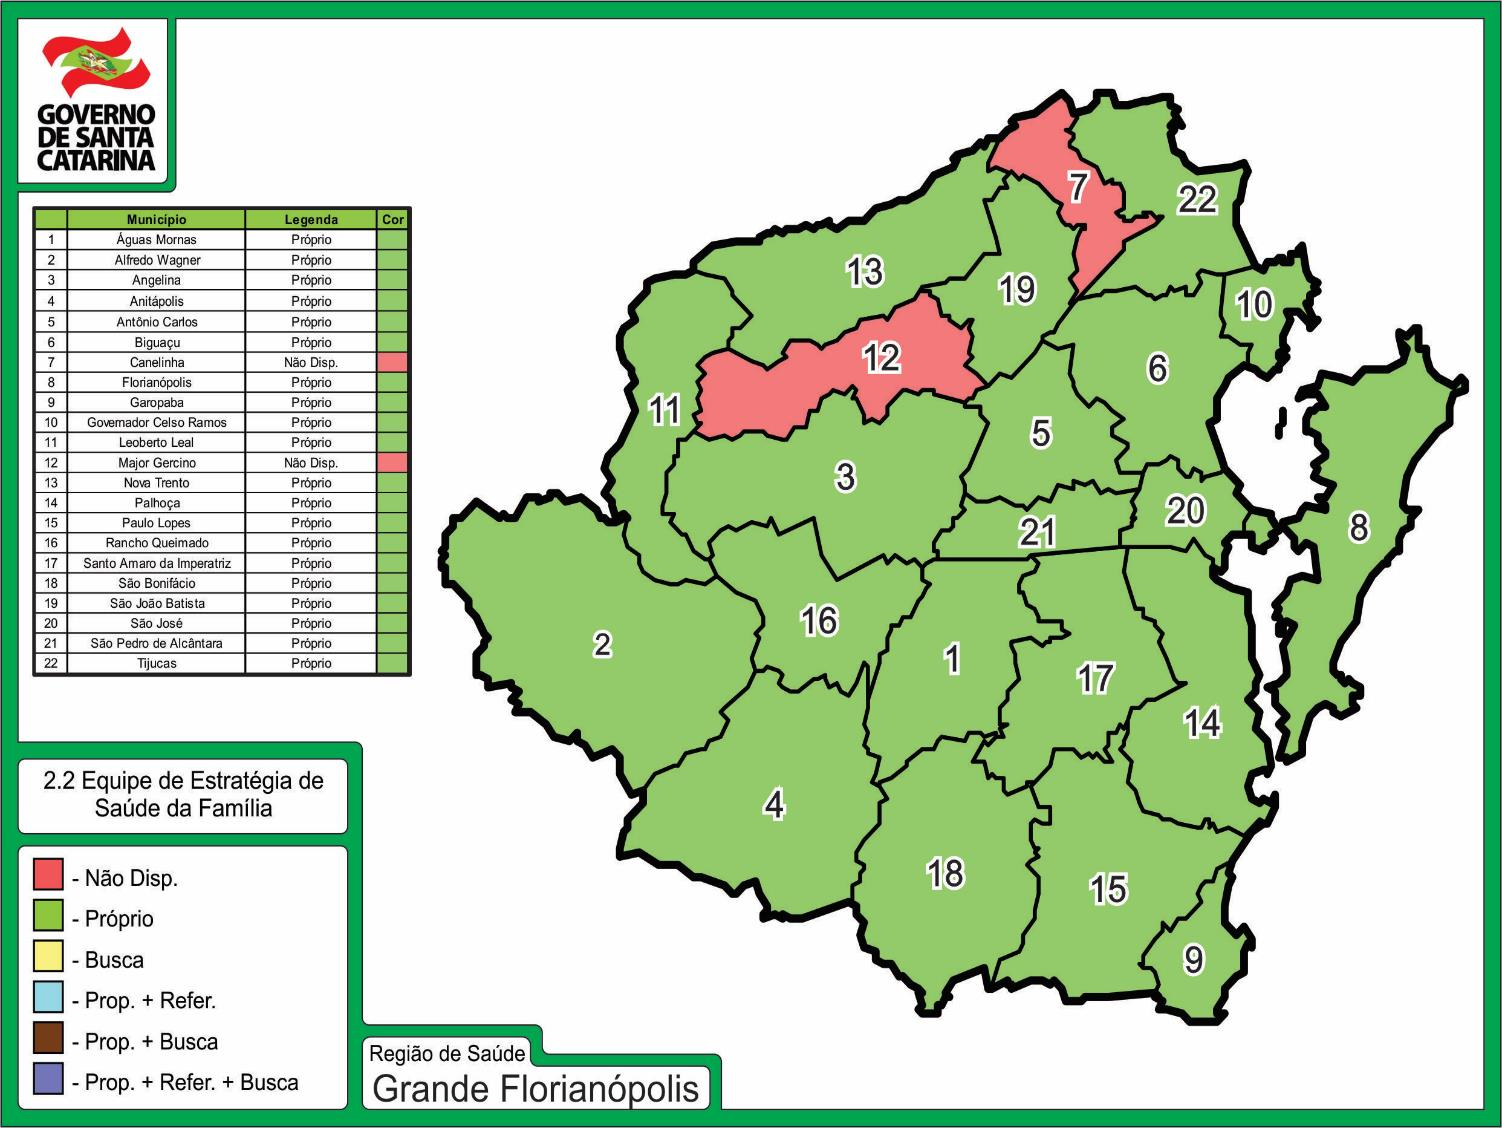 GOVERNO
DE SANTA
CATARINA
Município Legenda Cor
1 Águas Mornas Próprio
2 Alfredo Wagner Próprio
3 Angelina Próprio
4 Anitápolis Próprio
5 Antônio Carlos Próprio
6 Biguaçu Próprio
7 Canelinha Não Disp.
8 Florianópolis Próprio
9 Garopaba Próprio
10 Governador Celso Ramos Próprio
11 Leoberto Leal Próprio
12 Major Gercino Não Disp.
13 Nova Trento Próprio
14 Palhoça Próprio
15 Paulo Lopes Próprio
16 Rancho Queimado Próprio
17 Santo Amaro da Imperatriz Próprio
18 São Bonifácio Próprio
19 São João Batista Próprio
20 São José Próprio
21 São Pedro de Alcântara Próprio
22 Tijucas Próprio
7
22
13
19
10
12
6
11
5
3
20
21
8
16
2
1
17
14
4
18
15
9
2.2 Equipe de Estratégia de
Saúde da Família
- Não Disp.
- Próprio
- Busca
- Prop. + Refer.
- Prop. + Busca
- Prop. + Refer. + Busca
Região de Saúde
Grande Florianópolis